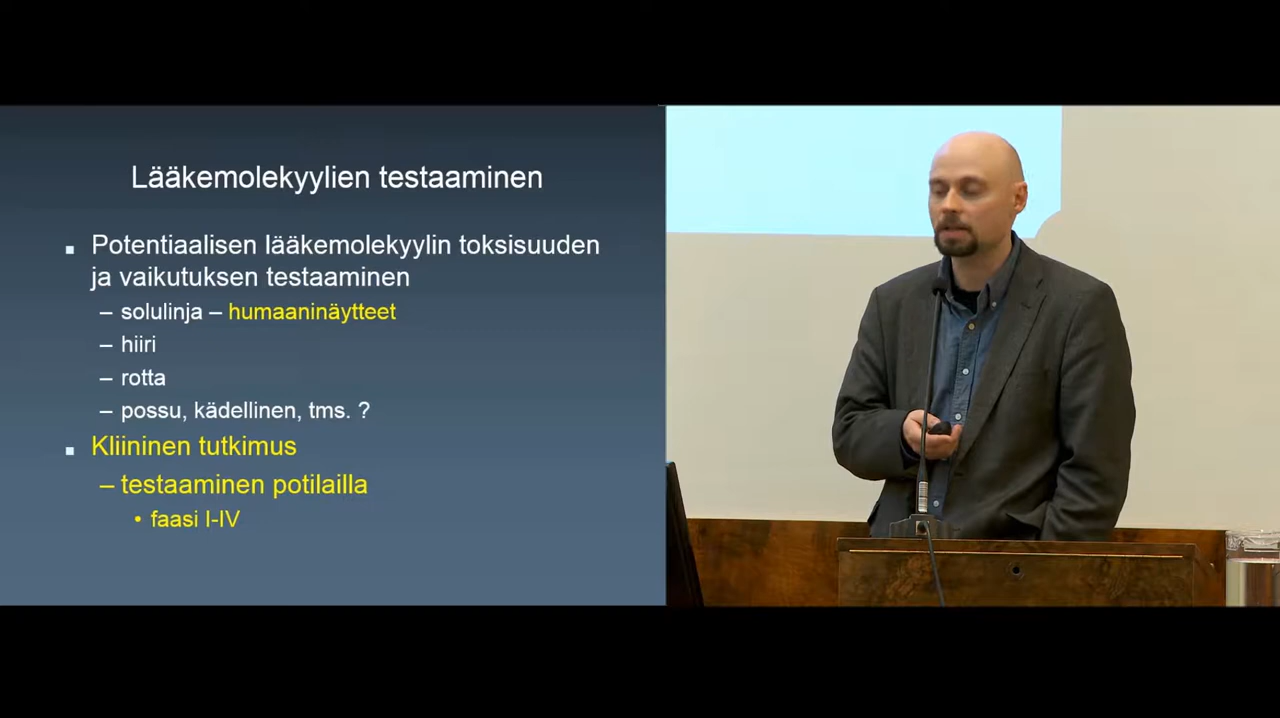 Lääkemolekyylien testaaminen
▪ Potentiaalisen lääkemolekyylin toksisuuden
ja vaikutuksen testaaminen
– solulinja – humaaninäytteet
– hiiri
– rotta
– possu, kädellinen, tms. ?
▪ Kliininen tutkimus
– testaaminen potilailla
• faasi I-IV